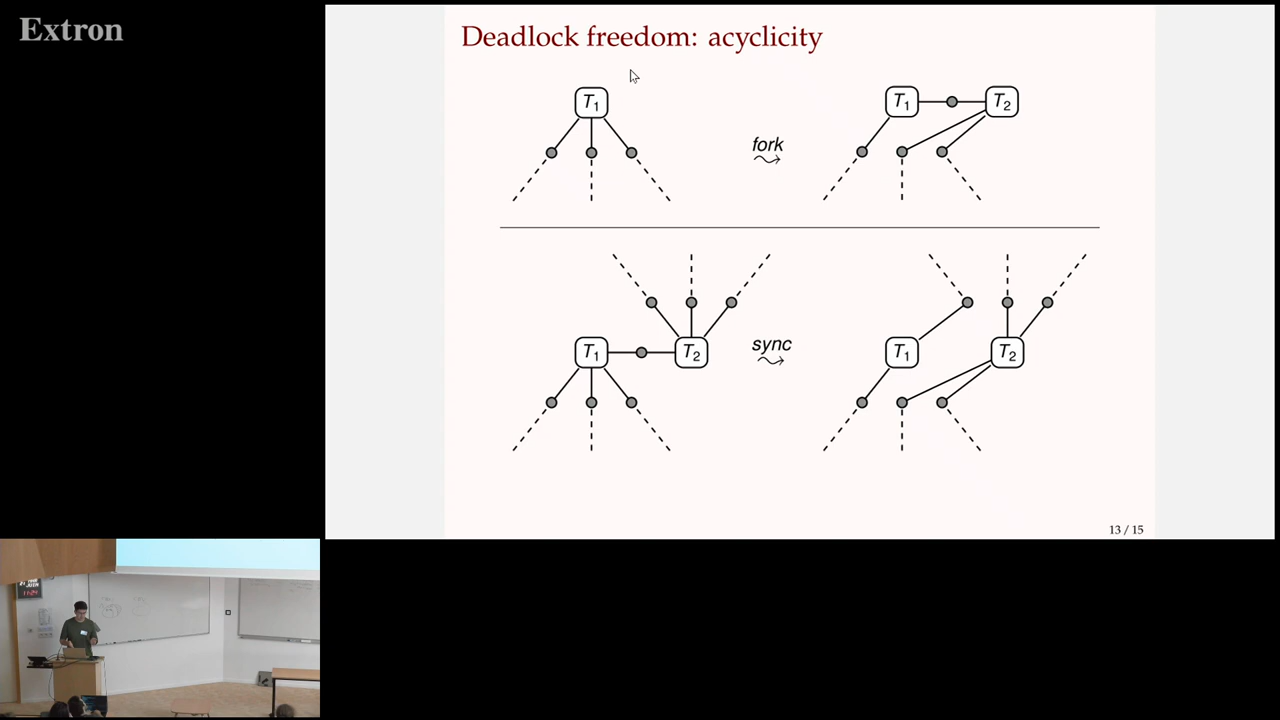 Extron
Deadlock freedom: acyclicity
T1
fork
T1
T2
T1
T2
sync
T1
T2
13 / 15